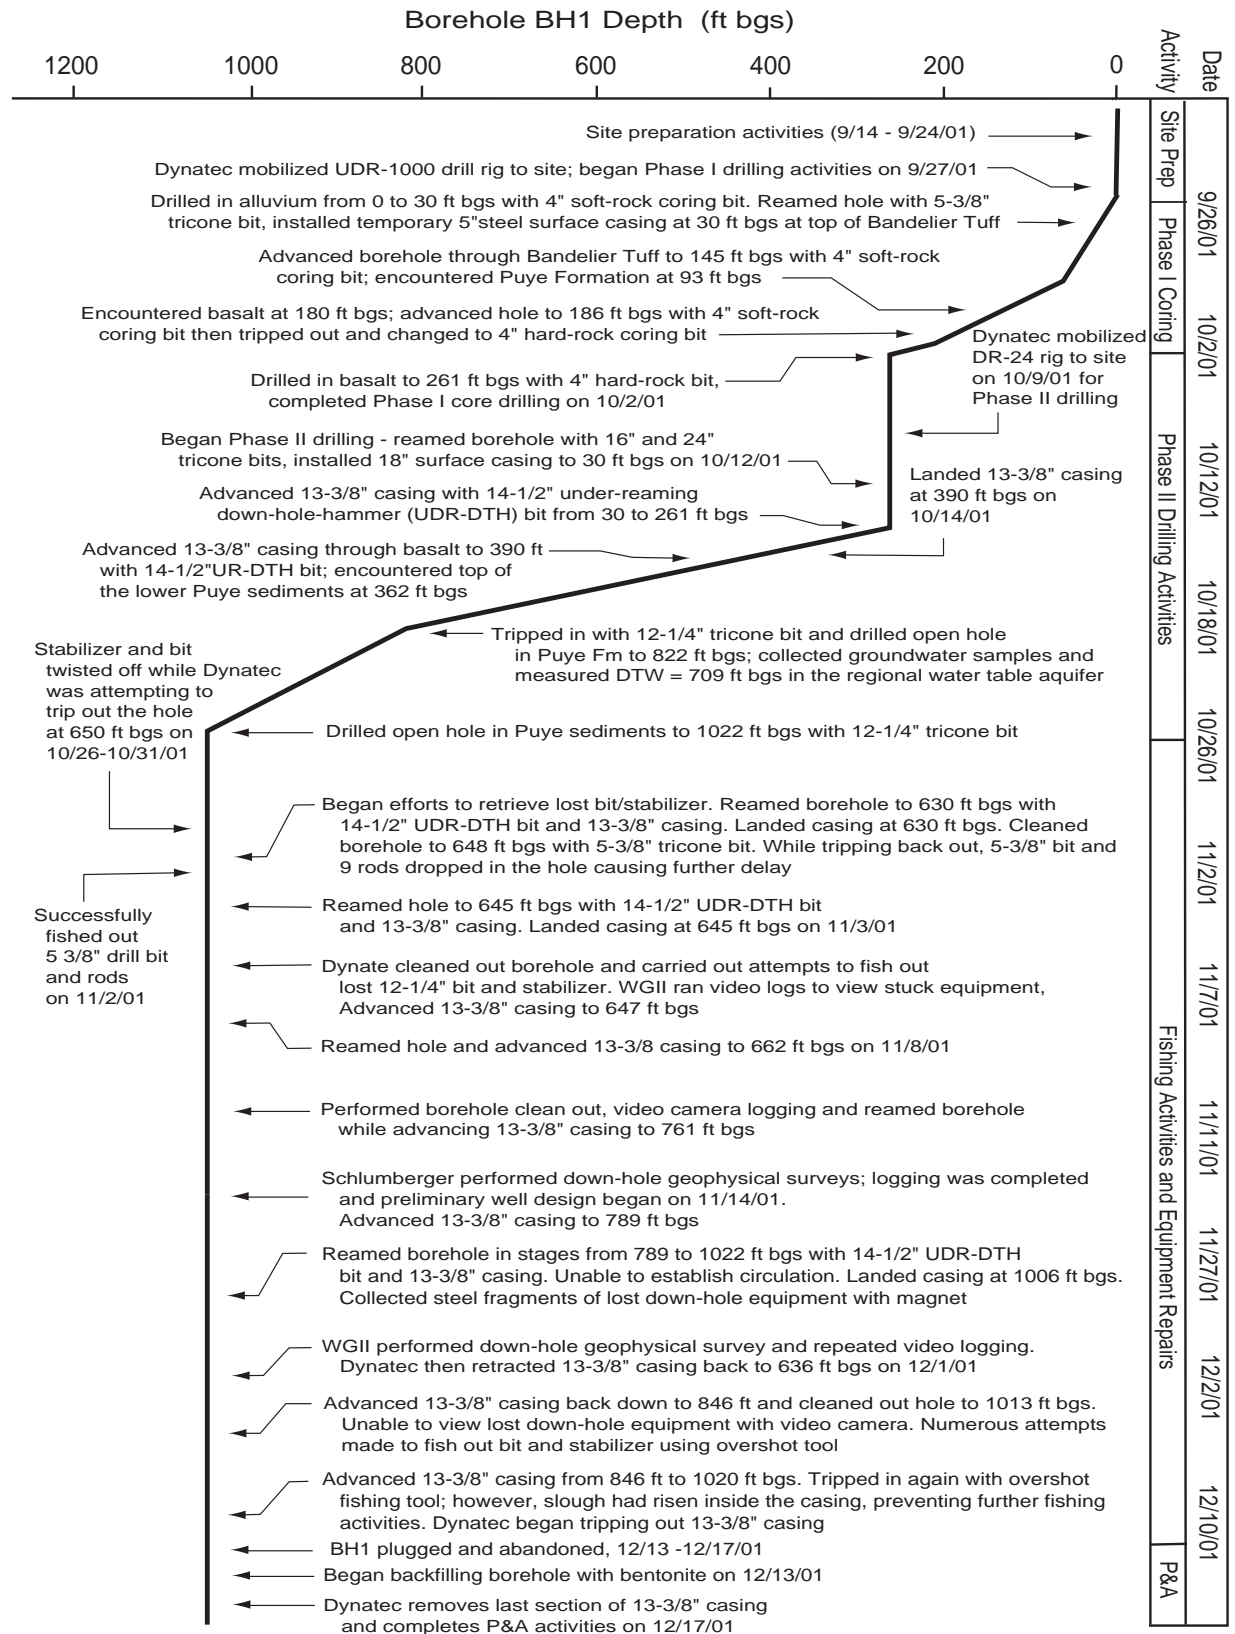 Borehole BH1 Depth (ft bgs)
1200 1000 800 600 400 200 0
Activity
Date
Site preparation activities (9/14 - 9/24/01)
Dynatec mobilized UDR-1000 drill rig to site; began Phase I drilling activities on 9/27/01
Drilled in alluvium from 0 to 30 ft bgs with 4" soft-rock coring bit. Reamed hole with 5-3/8"
tricone bit, installed temporary 5"steel surface casing at 30 ft bgs at top of Bandelier Tuff
Advanced borehole through Bandelier Tuff to 145 ft bgs with 4" soft-rock
coring bit; encountered Puye Formation at 93 ft bgs
Encountered basalt at 180 ft bgs; advanced hole to 186 ft bgs with 4" soft-rock
coring bit then tripped out and changed to 4" hard-rock coring bit
Dynatec mobilized
DR-24 rig to site
on 10/9/01 for
Phase II drilling
Drilled in basalt to 261 ft bgs with 4" hard-rock bit,
completed Phase I core drilling on 10/2/01
Began Phase II drilling - reamed borehole with 16" and 24"
tricone bits, installed 18" surface casing to 30 ft bgs on 10/12/01
Landed 13-3/8" casing
at 390 ft bgs on
10/14/01
Advanced 13-3/8" casing with 14-1/2" under-reaming
down-hole-hammer (UDR-DTH) bit from 30 to 261 ft bgs
Advanced 13-3/8" casing through basalt to 390 ft
with 14-1/2"UR-DTH bit; encountered top of
the lower Puye sediments at 362 ft bgs
Tripped in with 12-1/4" tricone bit and drilled open hole
in Puye Fm to 822 ft bgs; collected groundwater samples and
measured DTW = 709 ft bgs in the regional water table aquifer
Stabilizer and bit
twisted off while Dynatec
was attempting to
trip out the hole
at 650 ft bgs on
10/26-10/31/01
Drilled open hole in Puye sediments to 1022 ft bgs with 12-1/4" tricone bit
Began efforts to retrieve lost bit/stabilizer. Reamed borehole to 630 ft bgs with
14-1/2" UDR-DTH bit and 13-3/8" casing. Landed casing at 630 ft bgs. Cleaned
borehole to 648 ft bgs with 5-3/8" tricone bit. While tripping back out, 5-3/8" bit and
9 rods dropped in the hole causing further delay
Successfully
fished out
5 3/8" drill bit
and rods
on 11/2/01
Reamed hole to 645 ft bgs with 14-1/2" UDR-DTH bit
and 13-3/8" casing. Landed casing at 645 ft bgs on 11/3/01
Dynate cleaned out borehole and carried out attempts to fish out
lost 12-1/4" bit and stabilizer. WGII ran video logs to view stuck equipment,
Advanced 13-3/8" casing to 647 ft bgs
Reamed hole and advanced 13-3/8 casing to 662 ft bgs on 11/8/01
Performed borehole clean out, video camera logging and reamed borehole
while advancing 13-3/8" casing to 761 ft bgs
Schlumberger performed down-hole geophysical surveys; logging was completed
and preliminary well design began on 11/14/01.
Advanced 13-3/8" casing to 789 ft bgs
Reamed borehole in stages from 789 to 1022 ft bgs with 14-1/2" UDR-DTH
bit and 13-3/8" casing. Unable to establish circulation. Landed casing at 1006 ft bgs.
Collected steel fragments of lost down-hole equipment with magnet
WGII performed down-hole geophysical survey and repeated video logging.
Dynatec then retracted 13-3/8" casing back to 636 ft bgs on 12/1/01
Advanced 13-3/8" casing back down to 846 ft and cleaned out hole to 1013 ft bgs.
Unable to view lost down-hole equipment with video camera. Numerous attempts
made to fish out bit and stabilizer using overshot tool
Advanced 13-3/8" casing from 846 ft to 1020 ft bgs. Tripped in again with overshot
fishing tool; however, slough had risen inside the casing, preventing further fishing
activities. Dynatec began tripping out 13-3/8" casing
BH1 plugged and abandoned, 12/13 -12/17/01
Began backfilling borehole with bentonite on 12/13/01
Dynatec removes last section of 13-3/8" casing
and completes P&A activities on 12/17/01
Site Prep
Phase I Coring
Phase II Drilling Activities
Fishing Activities and Equipment Repairs
P&A
9/26/01
10/2/01
10/12/01
10/18/01
10/26/01
11/2/01
11/7/01
11/11/01
11/27/01
12/2/01
12/10/01